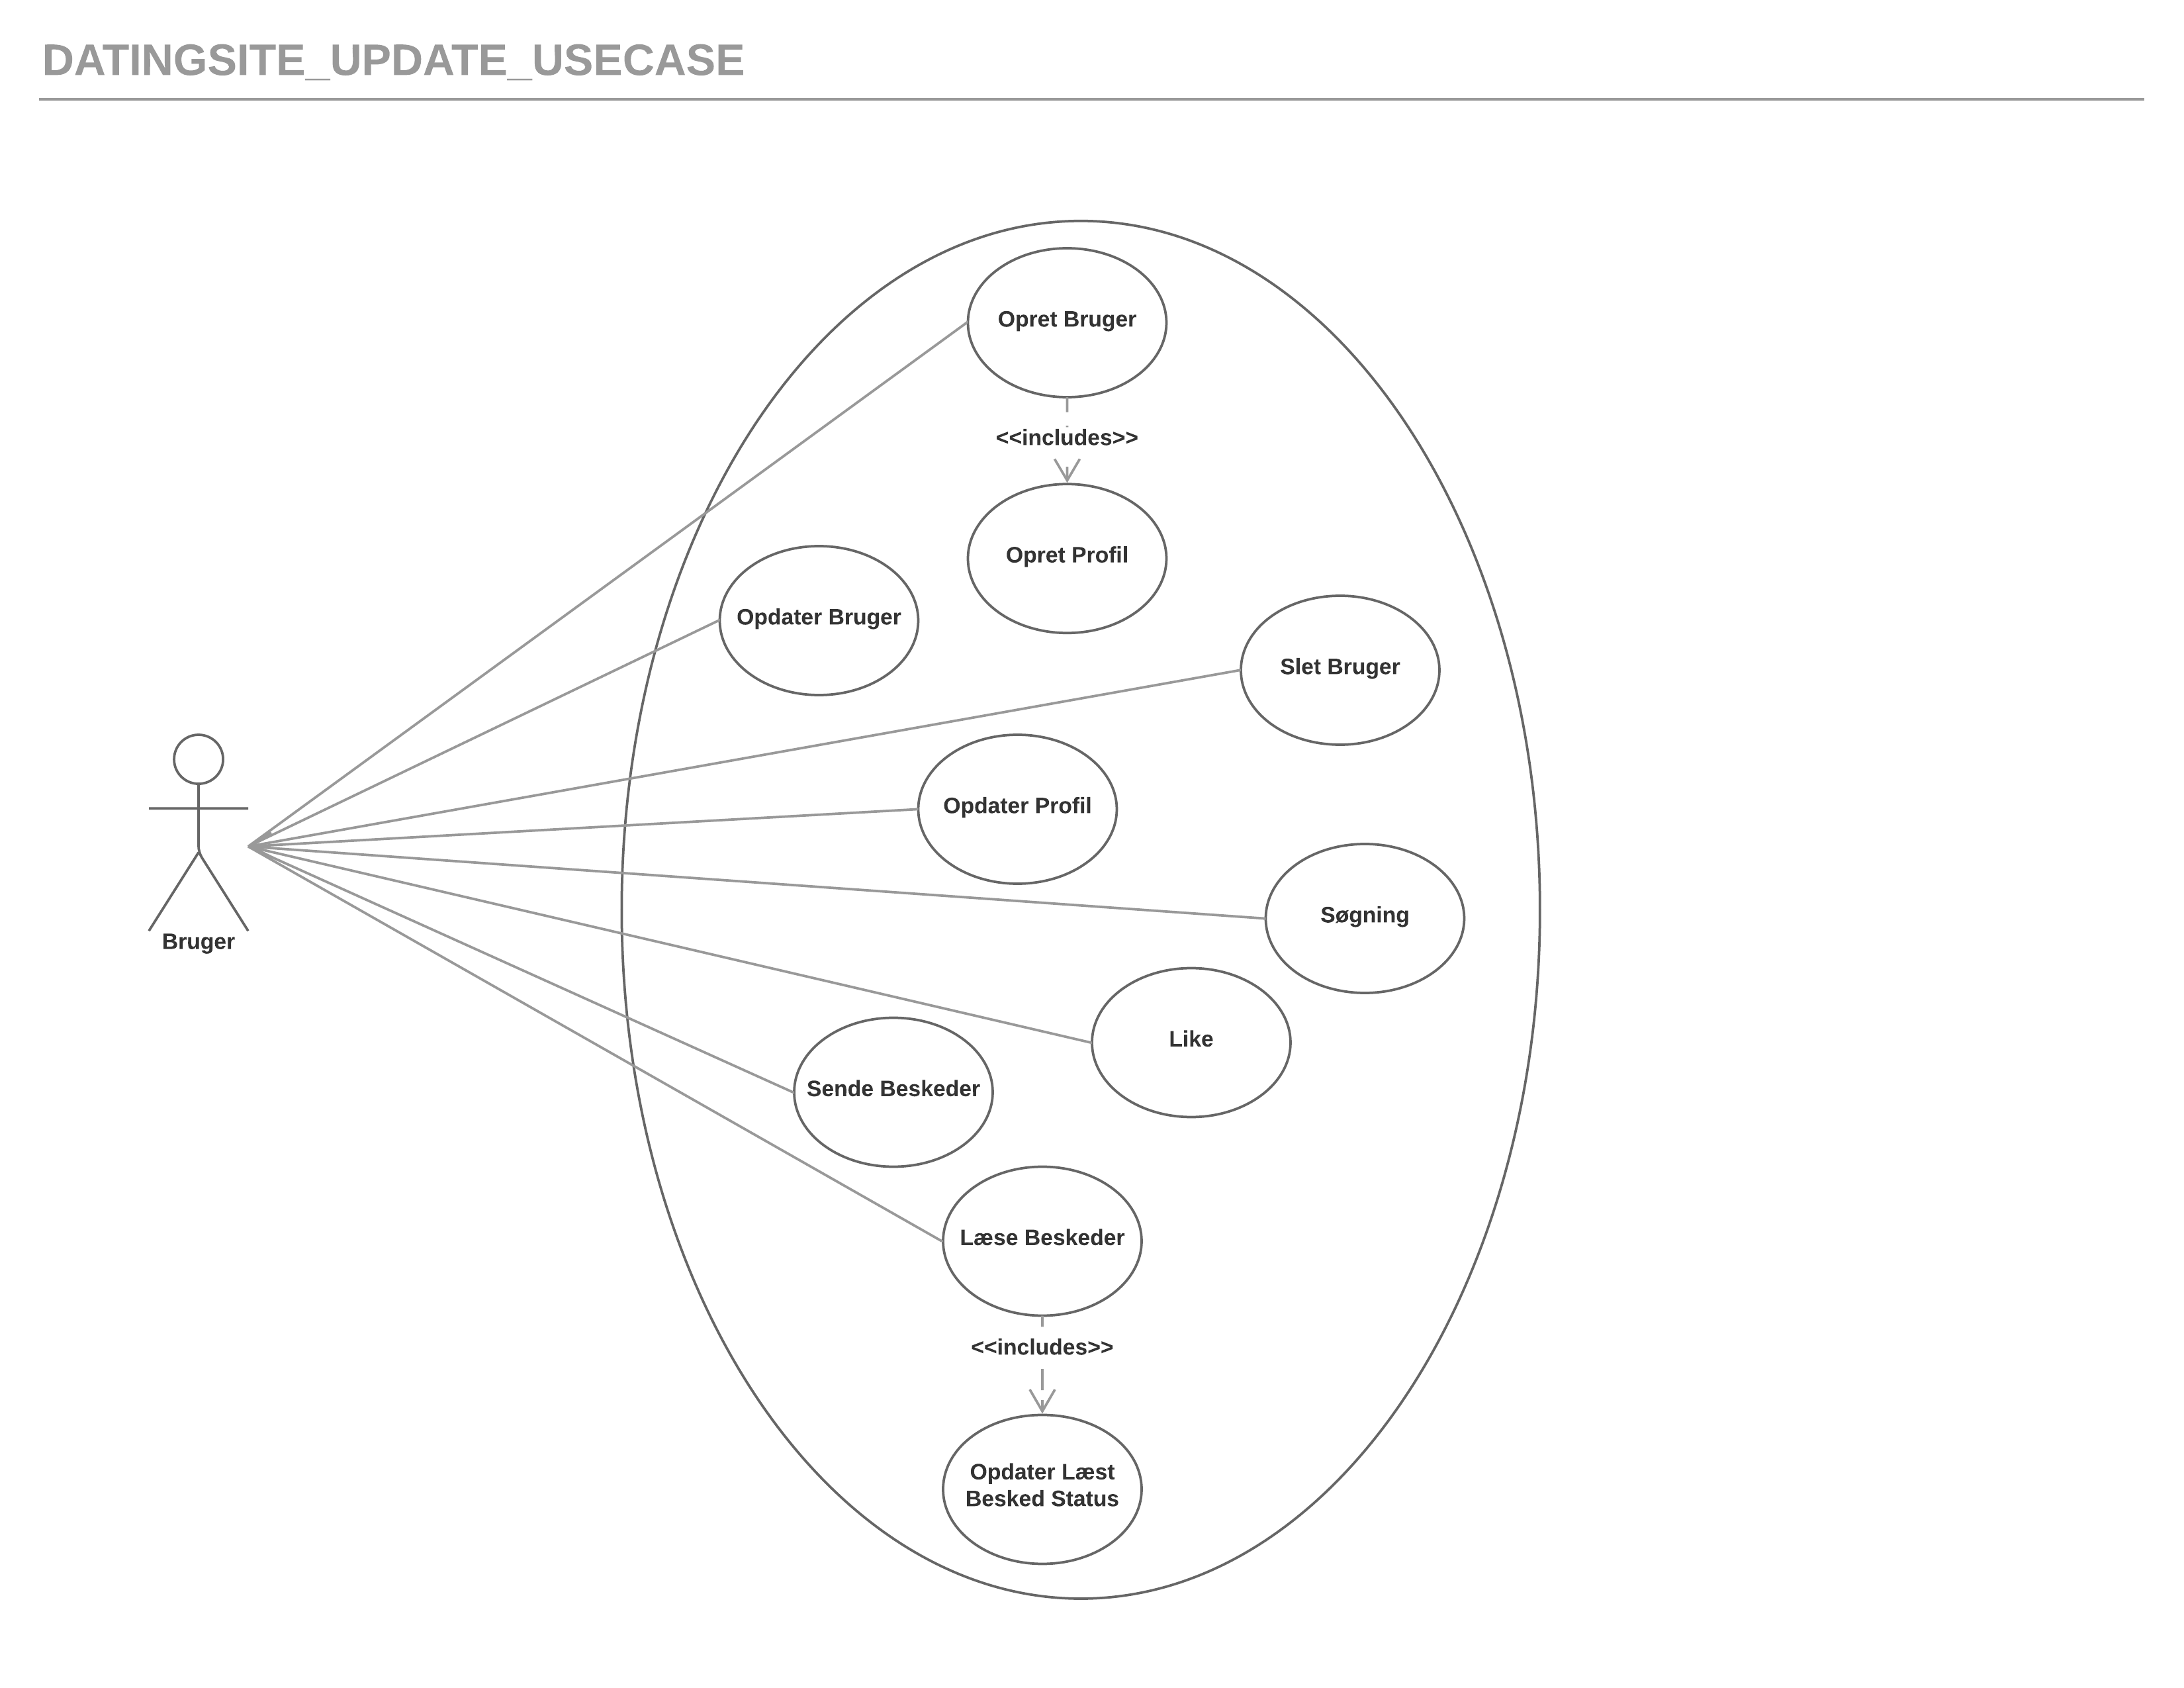 DATINGSITE_UPDATE_USECASE
Opret Bruger
<<includes>>
Opret Profil
Opdater Bruger
Slet Bruger
Opdater Profil
Søgning
Bruger
Like
Sende Beskeder
Læse Beskeder
<<includes>>
Opdater Læst
Besked Status